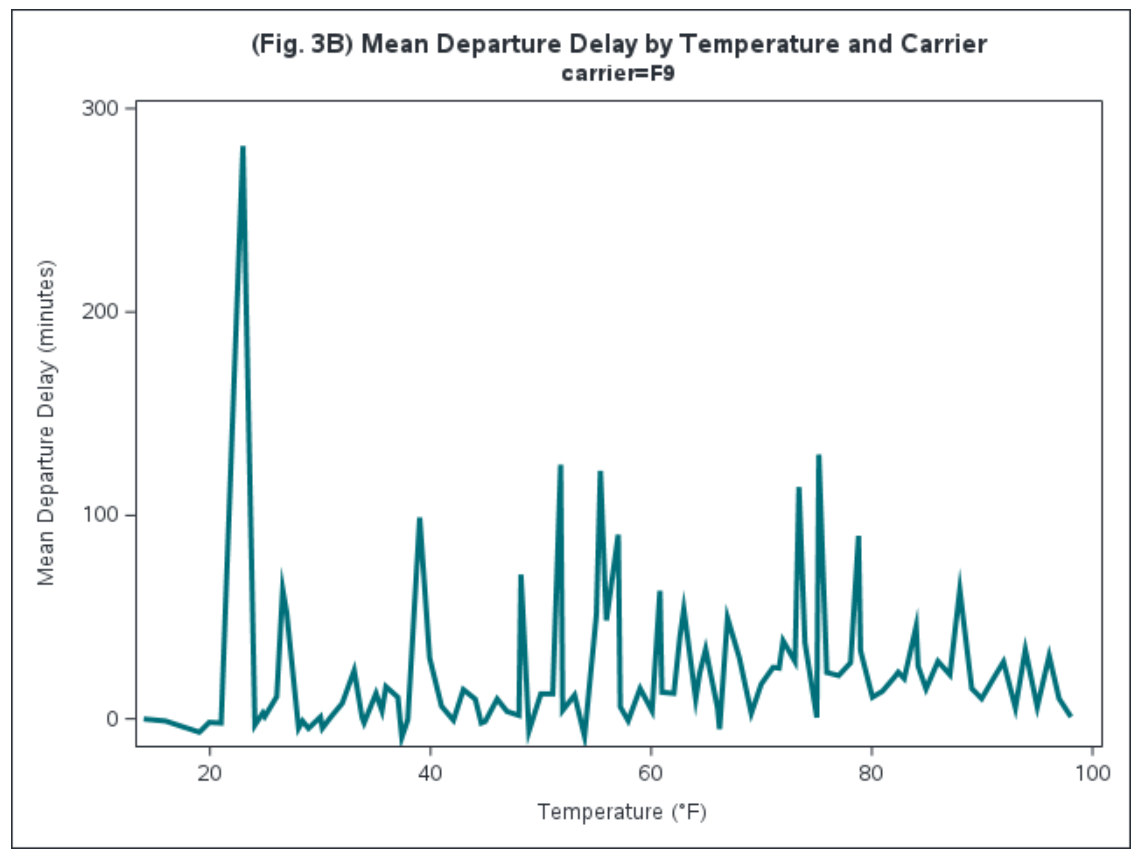 (Fig. 3B) Mean Departure Delay by Temperature and Carrier
carrier=F9
300
200
100
0
Mean Departure Delay (minutes)
20 40 60 80 100
Temperature (°F)